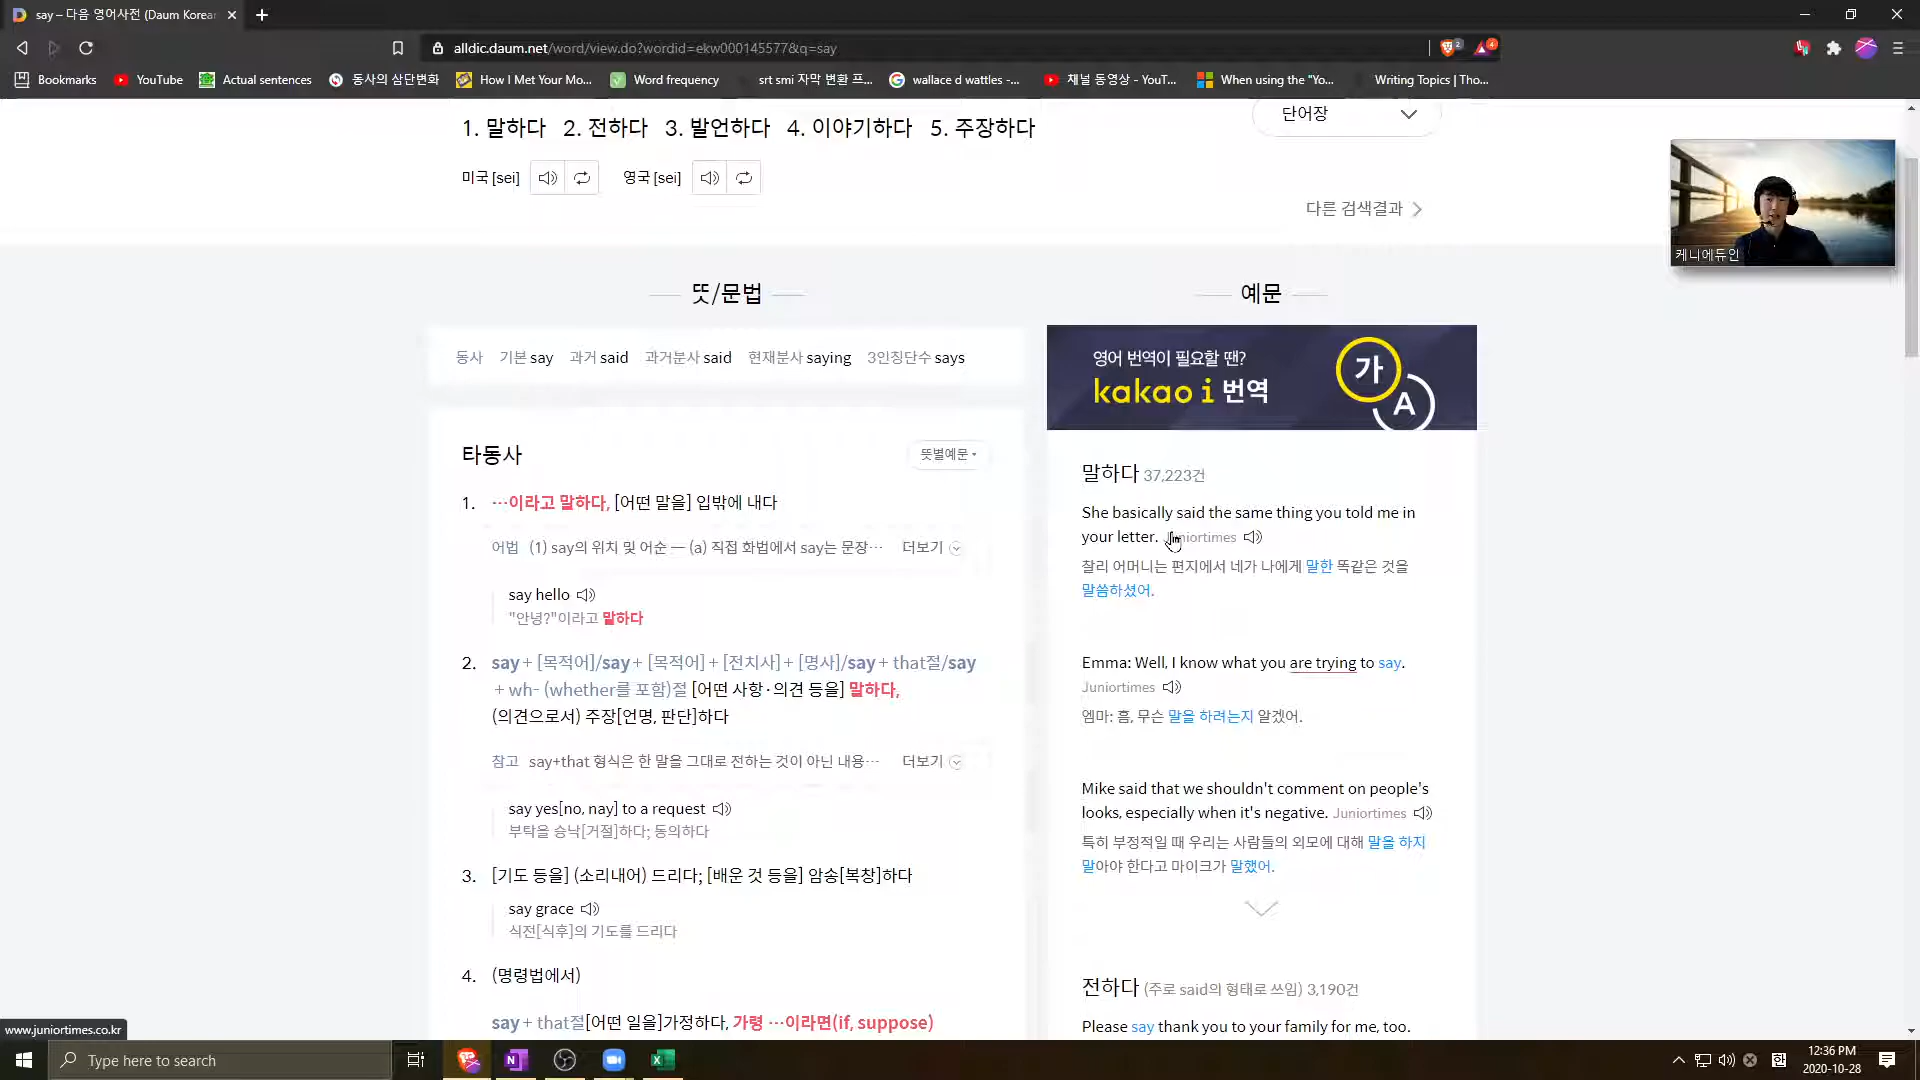 say – 다음 영어사전 (Daum Korean
alldic.daum.net/word/view.do?wordid=ekw000145577&q=say
Bookmarks YouTube Actual sentences 동사의 삼단변화 How I Met Your Mo... Word frequency srt smi 자막 변환 프... wallace d wattles -... 채널 동영상 - YouT... When using the "Yo... Writing Topics | Tho...
1. 말하다 2. 전하다 3. 발언하다 4. 이야기하다 5. 주장하다
단어장
미국 [sei] 영국 [sei]
다른 검색결과
케니에듀인
뜻/문법
예문
동사 기본 say 과거 said 과거분사 said 현재분사 saying 3인칭단수 says
영어 번역이 필요할 땐?
kakao i 번역
가
A
타동사
뜻별예문
1. …이라고 말하다, [어떤 말을] 입밖에 내다
어법 (1) say의 위치 및 어순 — (a) 직접 화법에서 say는 문장… 더보기
say hello
"안녕?"이라고 말하다
2. say + [목적어]/say + [목적어] + [전치사] + [명사]/say + that절/say
+ wh- (whether를 포함)절 [어떤 사항·의견 등을] 말하다,
(의견으로서) 주장[언명, 판단]하다
참고 say+that 형식은 한 말을 그대로 전하는 것이 아닌 내용… 더보기
say yes[no, nay] to a request
부탁을 승낙[거절]하다; 동의하다
3. [기도 등을] (소리내어) 드리다; [배운 것 등을] 암송[복창]하다
say grace
식전[식후]의 기도를 드리다
4. (명령법에서)
say + that절[어떤 일을]가정하다, 가령 …이라면(if, suppose)
말하다 37,223건
She basically said the same thing you told me in
your letter. Juniortimes
찰리 어머니는 편지에서 네가 나에게 말한 똑같은 것을
말씀하셨어.
Emma: Well, I know what you are trying to say.
Juniortimes
엠마: 흠, 무슨 말을 하려는지 알겠어.
Mike said that we shouldn't comment on people's
looks, especially when it's negative. Juniortimes
특히 부정적일 때 우리는 사람들의 외모에 대해 말을 하지
말아야 한다고 마이크가 말했어.
전하다 (주로 said의 형태로 쓰임) 3,190건
Please say thank you to your family for me, too.
www.juniortimes.co.kr
Type here to search
한
12:36 PM
2020-10-28